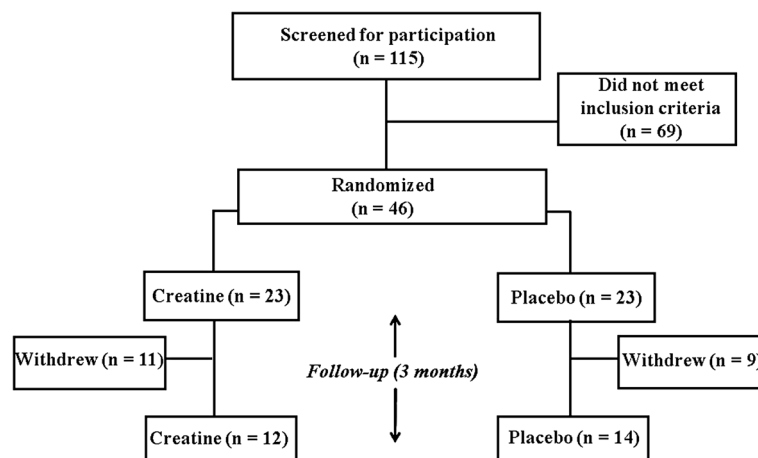 Screened for participation
(n = 115)
Did not meet
inclusion criteria
(n = 69)
Randomized
(n = 46)
Creatine (n = 23)
Placebo (n = 23)
Withdrew (n = 11)
Follow-up (3 months)
Withdrew (n = 9)
Creatine (n = 12)
Placebo (n = 14)